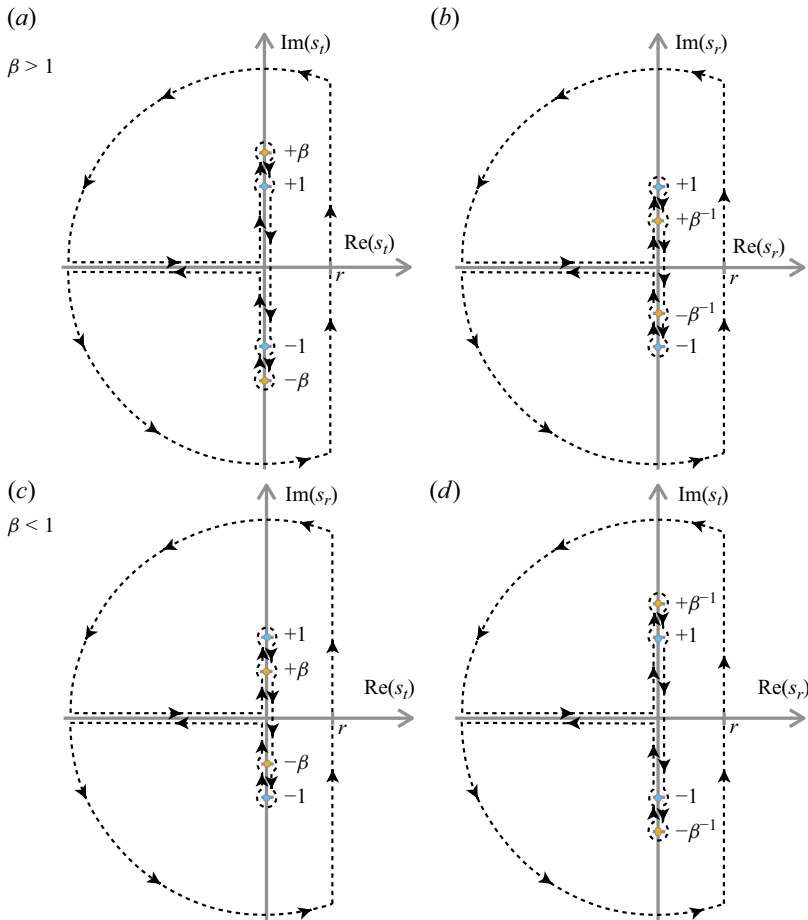 (a)
Im(s_t)
β > 1
+β
+1
Re(s_t)
r
−1
−β
(b)
Im(s_r)
+1
+β⁻¹
Re(s_r)
r
−β⁻¹
−1
(c)
Im(s_r)
β < 1
+1
+β
Re(s_t)
r
−β
−1
(d)
Im(s_t)
+β⁻¹
+1
Re(s_r)
r
−1
−β⁻¹